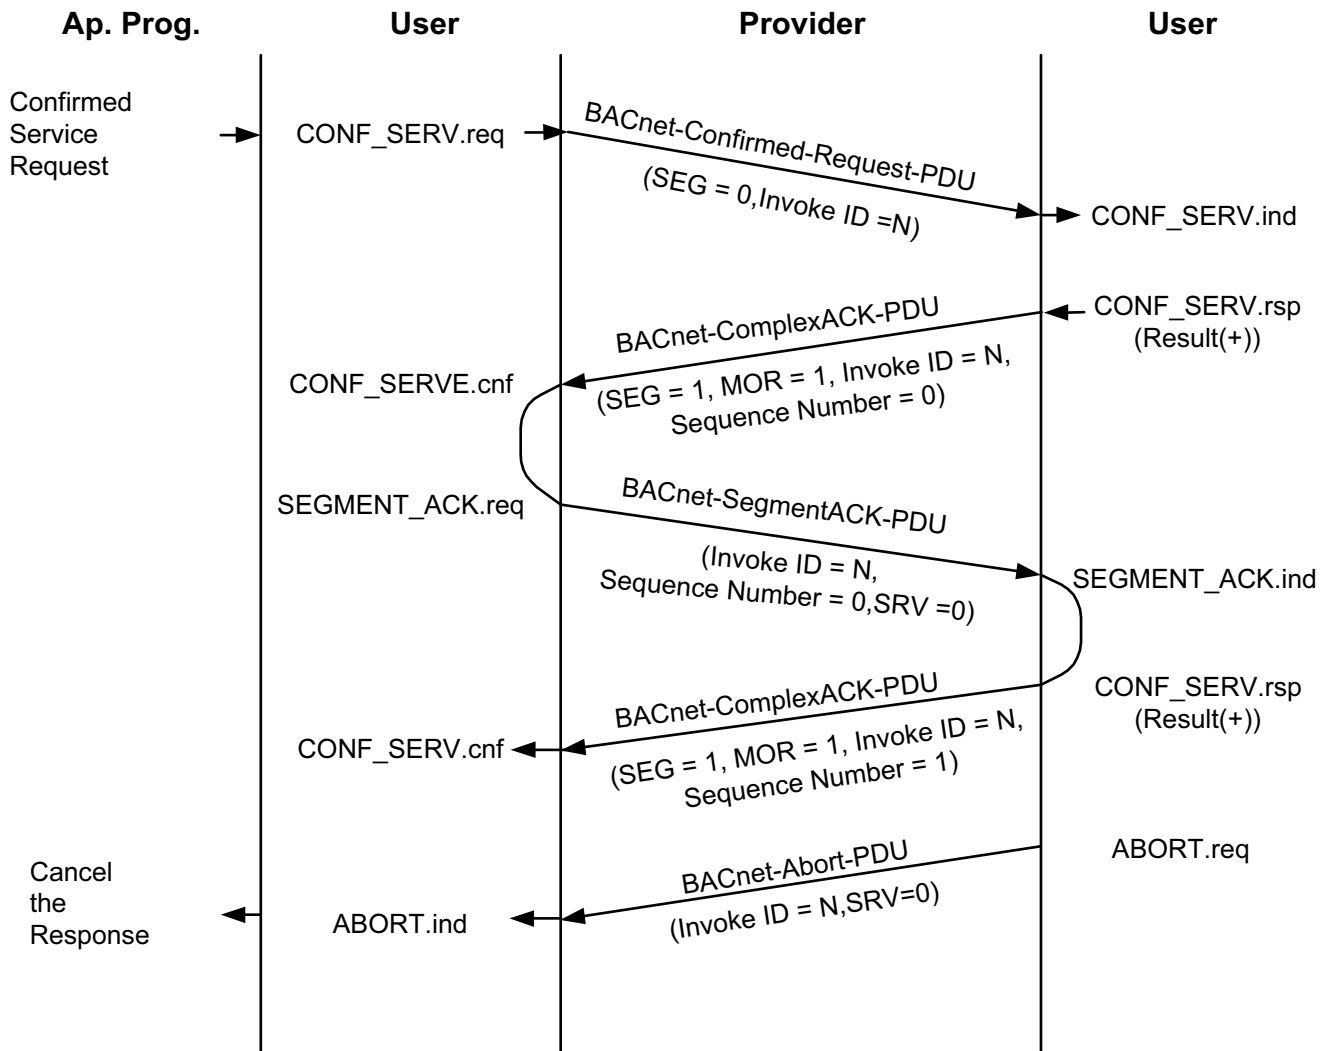 Ap. Prog.
User
Provider
User
Confirmed
Service
Request
CONF_SERV.req
BACnet-Confirmed-Request-PDU
(SEG = 0,Invoke ID =N)
CONF_SERV.ind
CONF_SERV.rsp
(Result(+))
BACnet-ComplexACK-PDU
(SEG = 1, MOR = 1, Invoke ID = N,
Sequence Number = 0)
CONF_SERVE.cnf
SEGMENT_ACK.req
BACnet-SegmentACK-PDU
(Invoke ID = N,
Sequence Number = 0,SRV =0)
SEGMENT_ACK.ind
CONF_SERV.rsp
(Result(+))
BACnet-ComplexACK-PDU
(SEG = 1, MOR = 1, Invoke ID = N,
Sequence Number = 1)
CONF_SERV.cnf
ABORT.req
BACnet-Abort-PDU
(Invoke ID = N,SRV=0)
ABORT.ind
Cancel
the
Response